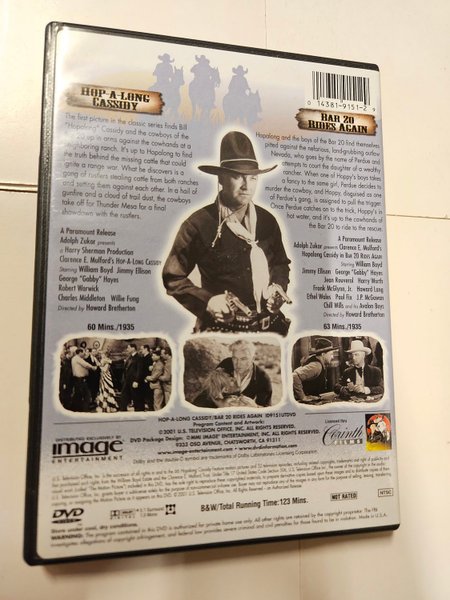 HOP-A-LONG
CASSIDY
The first picture in the classic series finds Bill
"Hopalong" Cassidy and the cowboys of the
up in arms against the cowhands at a
neighboring ranch. It's up to Hopalong to find
the truth behind the missing cattle that could
ignite a range war. What he discovers is a
gang of rustlers stealing cattle from both ranches
and setting them against each other. In a hail of
gunfire and a cloud of trail dust, the cowboys
take off for Thunder Mesa for a final
showdown with the rustlers.
A Paramount Release
Adolph Zukor presents
a Harry Sherman Production
Clarence E. Mulford's HOP-A-LONG CASSIDY
Starring William Boyd Jimmy Ellison
George "Gabby" Hayes
Robert Warwick
Charles Middleton Willie Fung
Directed by Howard Bretherton
60 Mins./1935
0 14381-9151-2 9
BAR 20
RIDES AGAIN
Hopalong and the boys of the Bar 20 find themselves
pitted against the nefarious, land-grubbing outlaw
Nevada, who goes by the name of Perdue and
attempts to court the daughter of a wealthy
rancher. When one of Hoppy's boys takes
a fancy to the same girl, Perdue decides to
murder the cowboy, and Hoppy, disguised as one
of Perdue's gang, is assigned to pull the trigger.
Once Perdue catches on to the trick, Hoppy's in
hot water, and it's up to the cowhands of
the Bar 20 to ride to the rescue.
A Paramount Release
Adolph Zukor presents Clarence E. Mulford's
Hopalong Cassidy in BAR 20 RIDES AGAIN
Starring William Boyd
Jimmy Ellison George "Gabby" Hayes
Jean Rouverol Harry Worth
Frank McGlynn, Jr. Howard Lang
Ethel Wales Paul Fix J.P. McGowan
Chill Wills and his Avalon Boys
Directed by Howard Bretherton
63 Mins./1935
HOP-A-LONG CASSIDY/BAR 20 RIDES AGAIN ID9151UTDVD
Program Content and Artwork:
©2001 U.S. TELEVISION OFFICE, INC. ALL RIGHTS RESERVED.
DVD Package Design: ©MMI IMAGE ENTERTAINMENT, INC. ALL RIGHTS RESERVED.
9333 OSO AVENUE, CHATSWORTH, CA 91311
www.image-entertainment.com • www.dvdinformation.com
DISTRIBUTED EXCLUSIVELY BY
image
ENTERTAINMENT
Licensed thru
Corinth
FILMS
DVD
VIDEO
B&W/Total Running Time: 123 Mins.
NOT RATED
NTSC